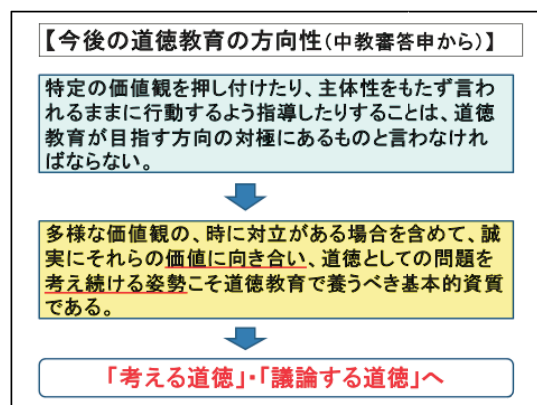 【今後の道徳教育の方向性(中教審答申から)】
特定の価値観を押し付けたり、主体性をもたず言わ
れるままに行動するよう指導したりすることは、道徳
教育が目指す方向の対極にあるものと言わなけれ
ばならない。
多様な価値観の、時に対立がある場合を含めて、誠
実にそれらの価値に向き合い、道徳としての問題を
考え続ける姿勢こそ道徳教育で養うべき基本的資質
である。
「考える道徳」・「議論する道徳」へ